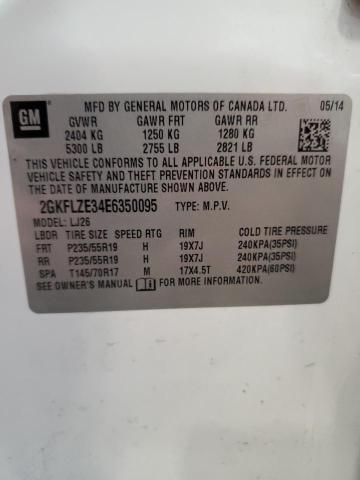 GM
MFD BY GENERAL MOTORS OF CANADA LTD. 05/14
GVWR GAWR FRT GAWR RR
2404 KG 1250 KG 1280 KG
5300 LB 2755 LB 2821 LB
THIS VEHICLE CONFORMS TO ALL APPLICABLE U.S. FEDERAL MOTOR
VEHICLE SAFETY AND THEFT PREVENTION STANDARDS IN EFFECT ON
THE DATE OF MANUFACTURE SHOWN ABOVE.
2GKFLZE34E6350095 TYPE: M.P.V.
MODEL: LJ26
LBDR TIRE SIZE SPEED RTG RIM COLD TIRE PRESSURE
FRT P235/55R19 H 19X7J 240KPA(35PSI)
RR P235/55R19 H 19X7J 240KPA(35PSI)
SPA T145/70R17 M 17X4.5T 420KPA(60PSI)
SEE OWNER'S MANUAL FOR MORE INFORMATION.